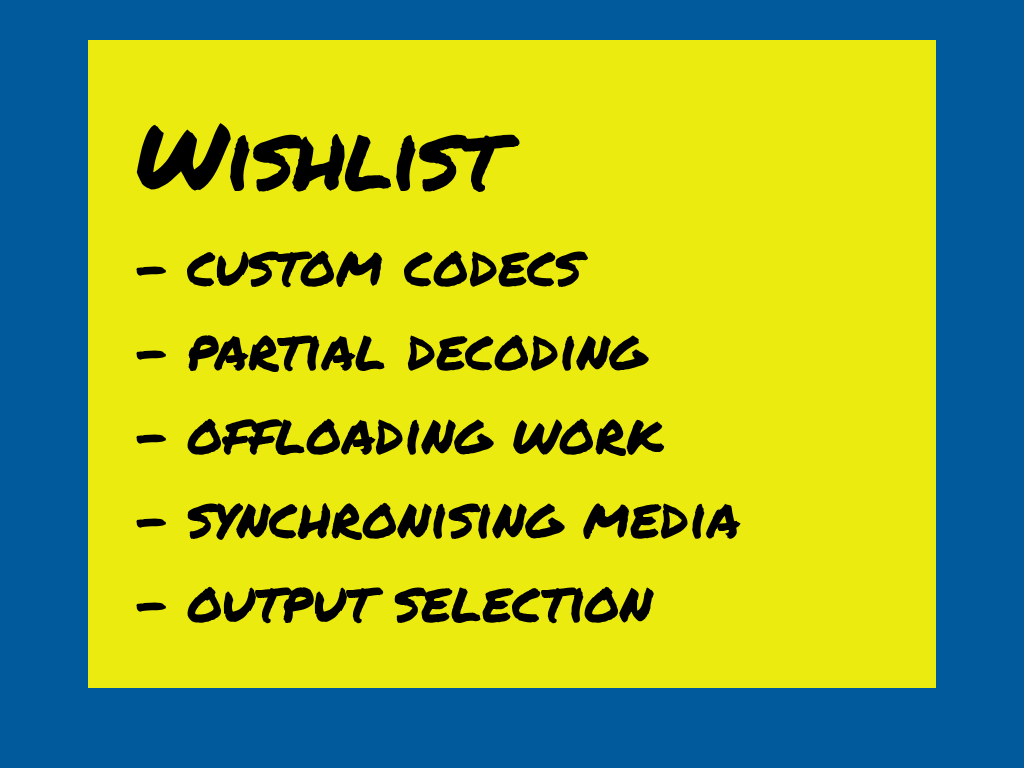 Wishlist
- custom codecs
- partial decoding
- offloading work
- synchronising media
- output selection